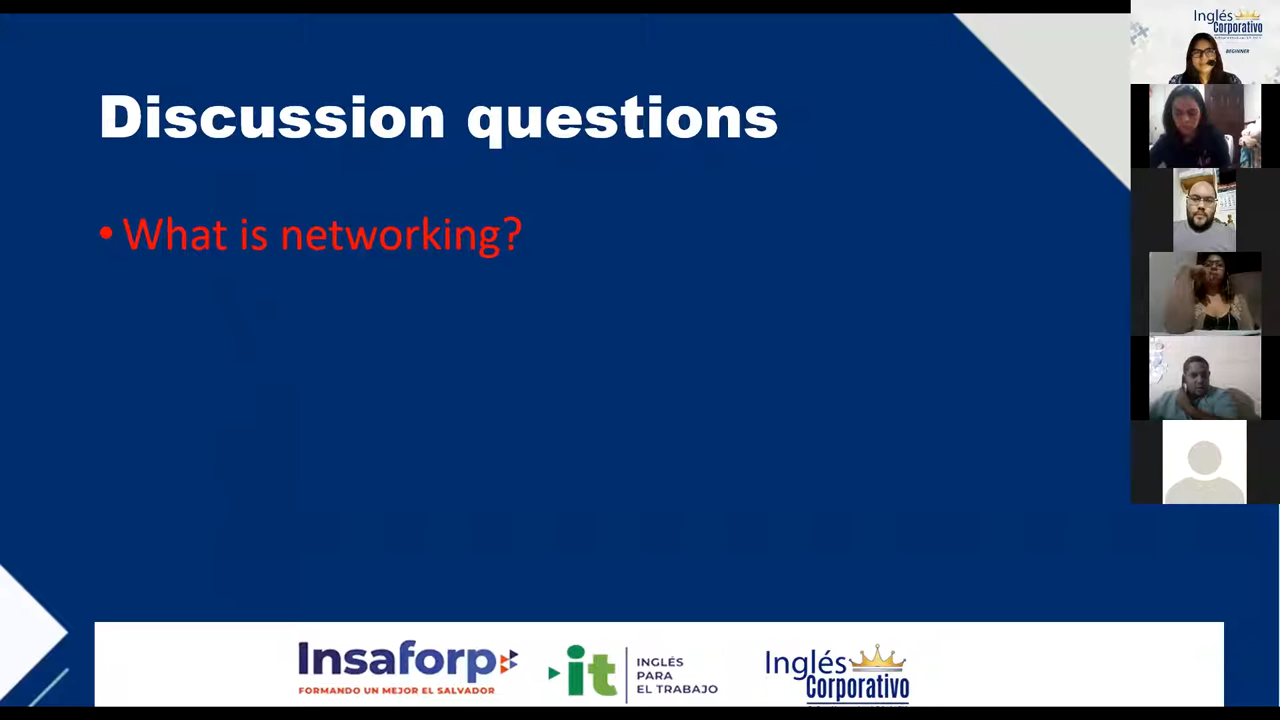 Discussion questions
• What is networking?
Insaforp
FORMANDO UN MEJOR EL SALVADOR
it
INGLÉS
PARA
EL TRABAJO
Inglés
Corporativo
Inglés
Corporativo
BEGINNER